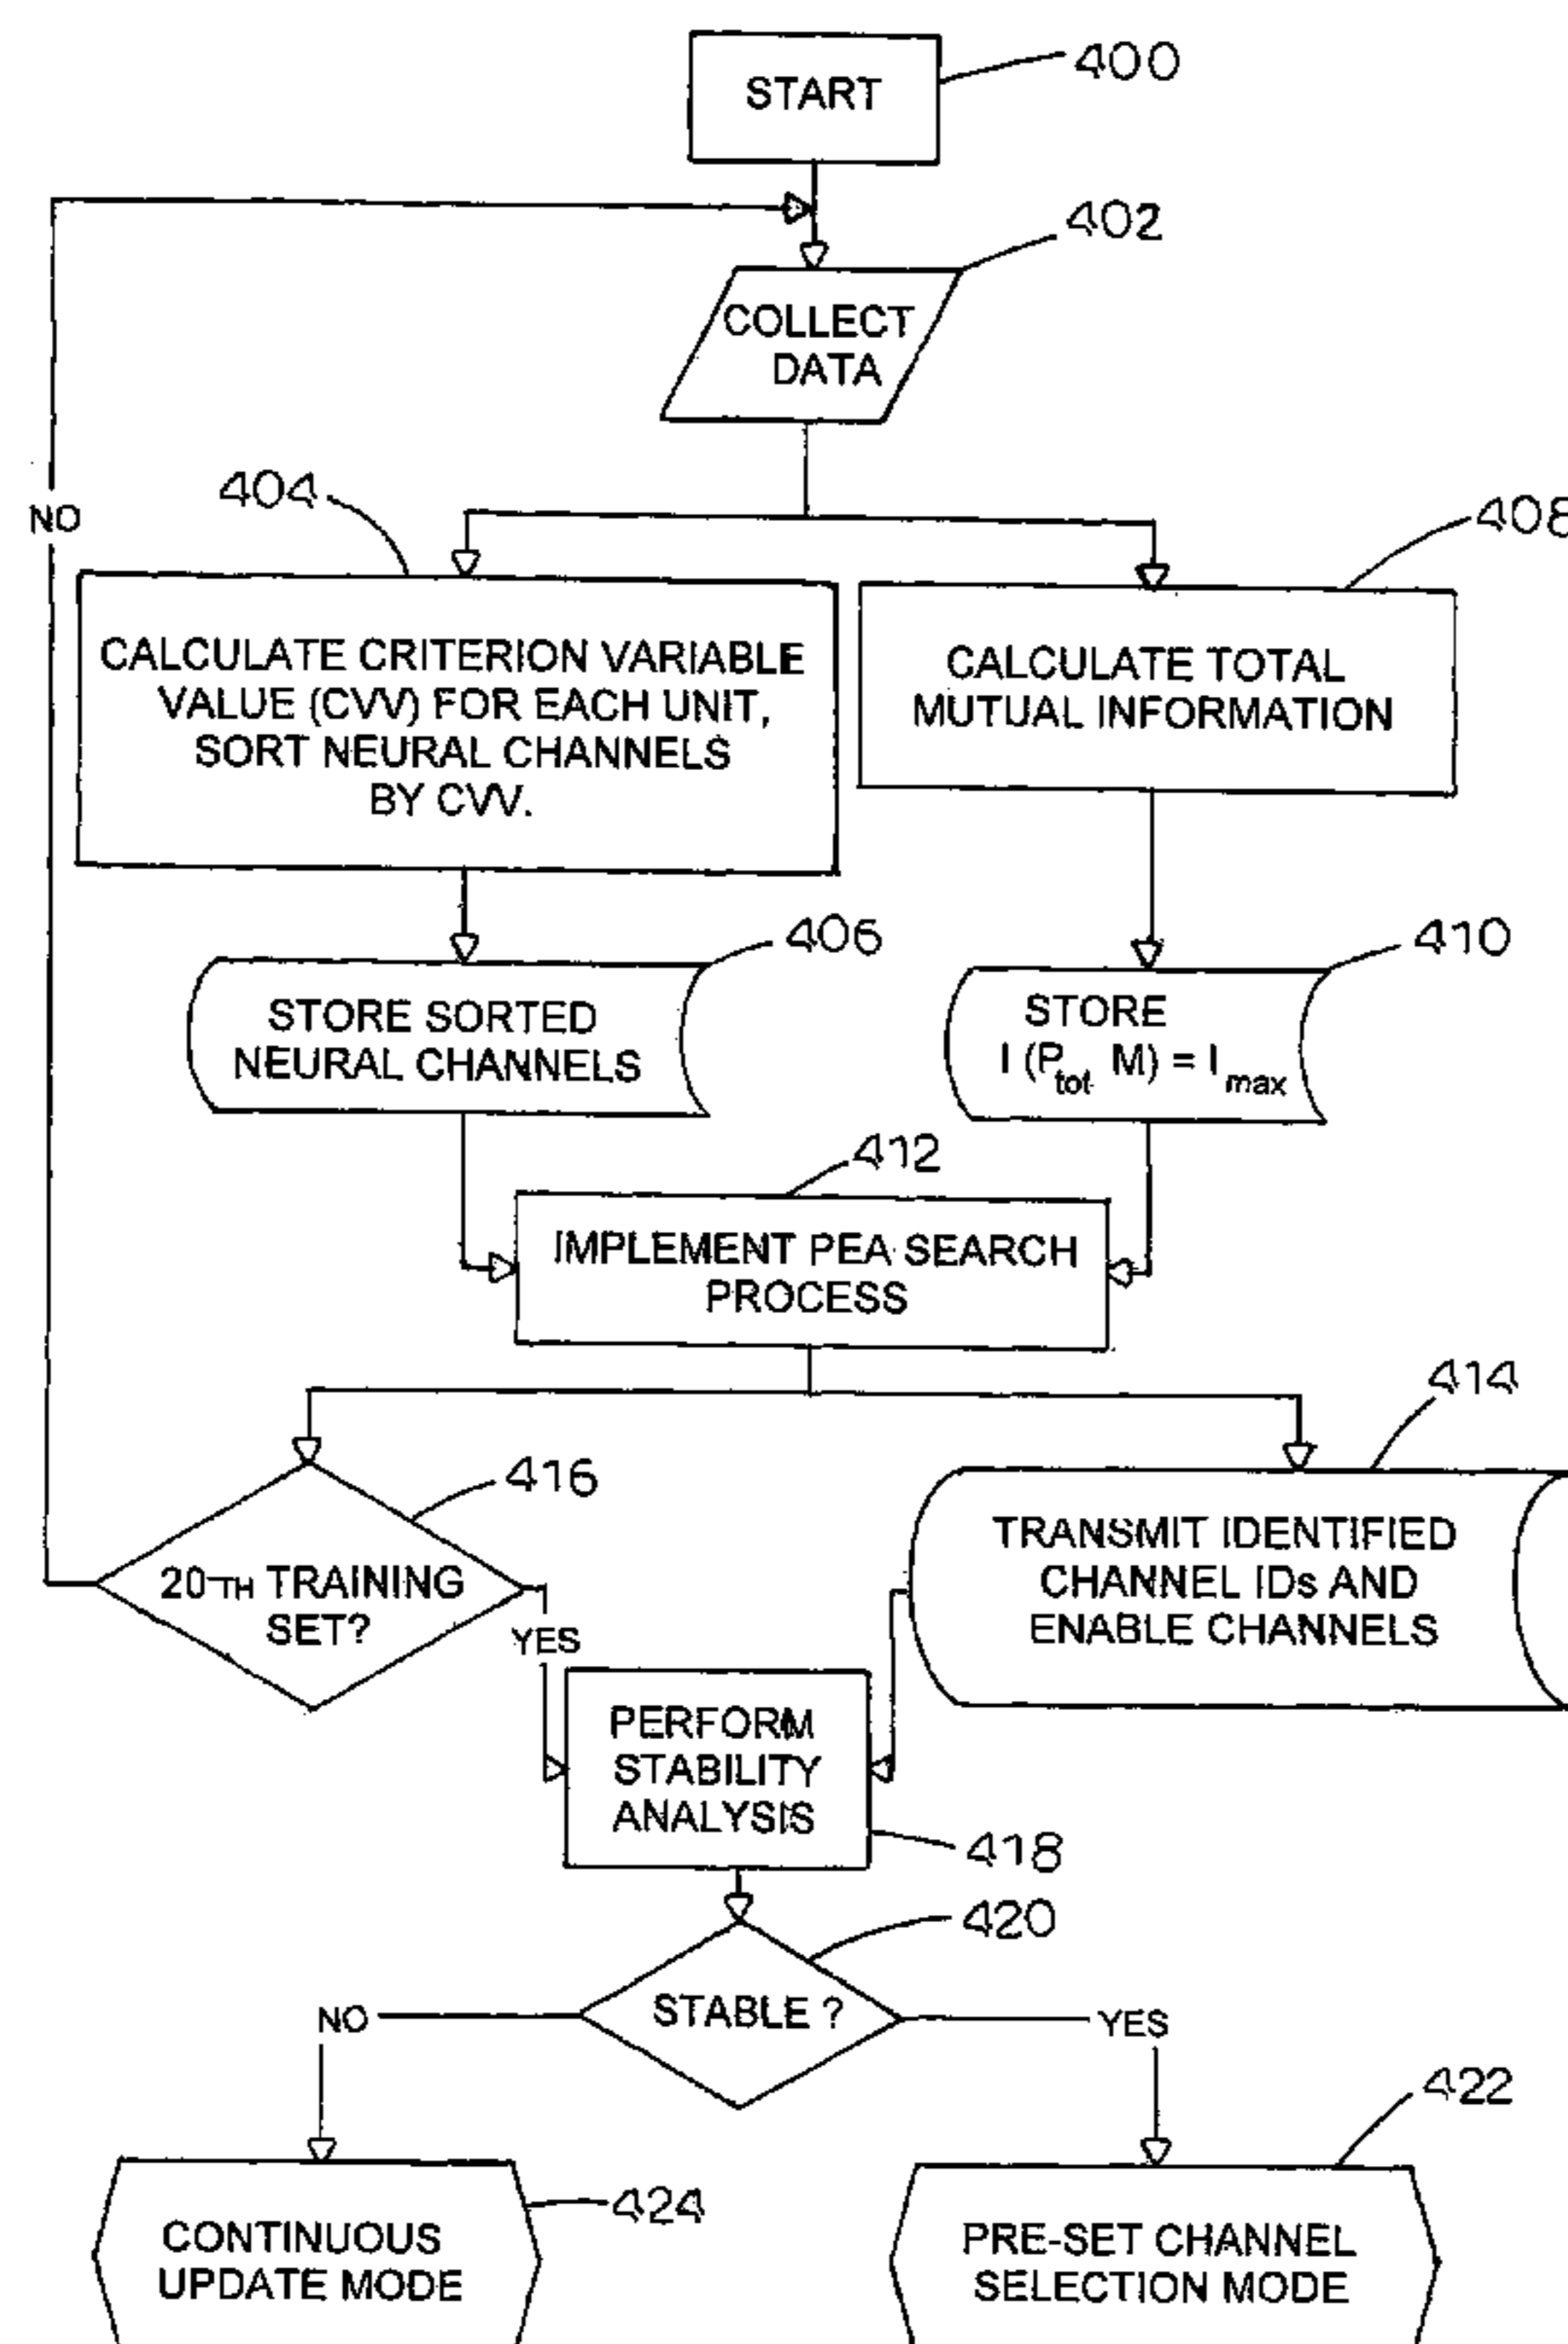 START
400
402
COLLECT
DATA
NO
404
408
CALCULATE CRITERION VARIABLE
VALUE (CVV) FOR EACH UNIT,
SORT NEURAL CHANNELS
BY CVV.
CALCULATE TOTAL
MUTUAL INFORMATION
406
410
STORE SORTED
NEURAL CHANNELS
STORE
I (Ptot M) = Imax
412
IMPLEMENT PEA SEARCH
PROCESS
414
416
20TH TRAINING
SET?
YES
TRANSMIT IDENTIFIED
CHANNEL IDs AND
ENABLE CHANNELS
PERFORM
STABILITY
ANALYSIS
418
420
STABLE ?
NO
YES
422
424
CONTINUOUS
UPDATE MODE
PRE-SET CHANNEL
SELECTION MODE